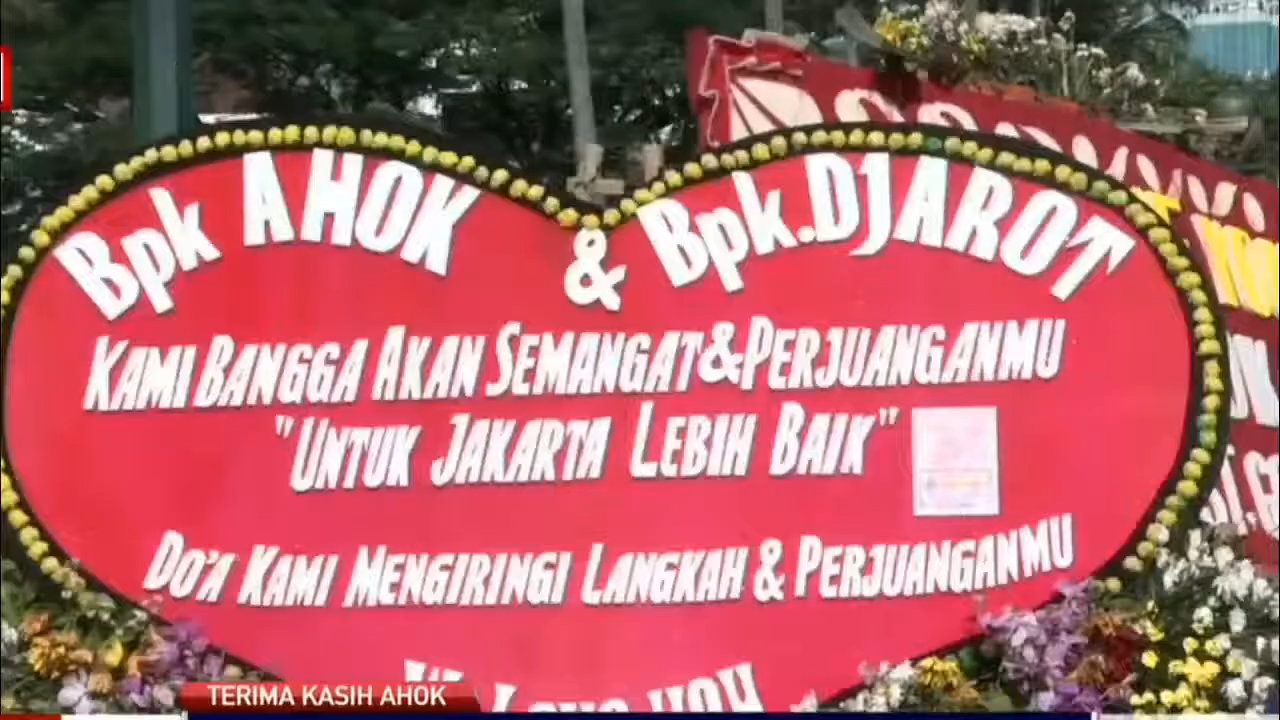 Bpk AHOK & Bpk.DJAROT
KAMI BANGGA AKAN SEMANGAT&PERJUANGANMU
"UNTUK JAKARTA LEBIH BAIK"
DO'A KAMI MENGIRINGI LANGKAH & PERJUANGANMU
TERIMA KASIH AHOK